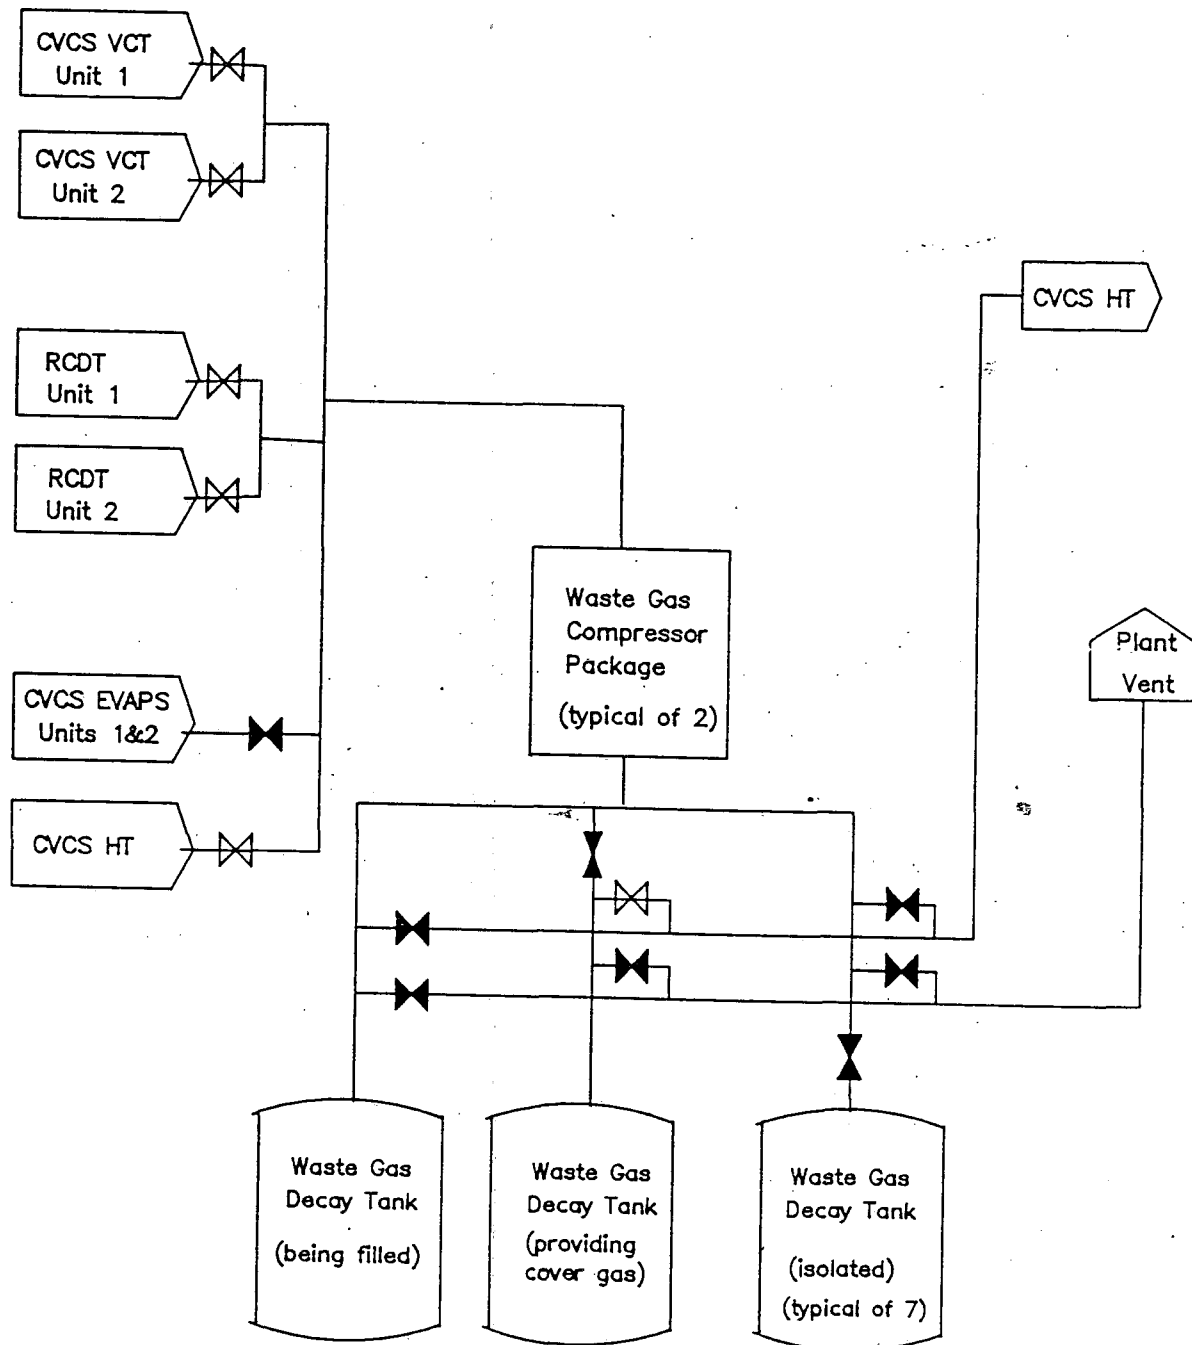 CVCS VCT
Unit 1
CVCS VCT
Unit 2
RCDT
Unit 1
RCDT
Unit 2
CVCS EVAPS
Units 1&2
CVCS HT
Waste Gas
Compressor
Package
(typical of 2)
CVCS HT
Plant
Vent
Waste Gas
Decay Tank
(being filled)
Waste Gas
Decay Tank
(providing
cover gas)
Waste Gas
Decay Tank
(isolated)
(typical of 7)